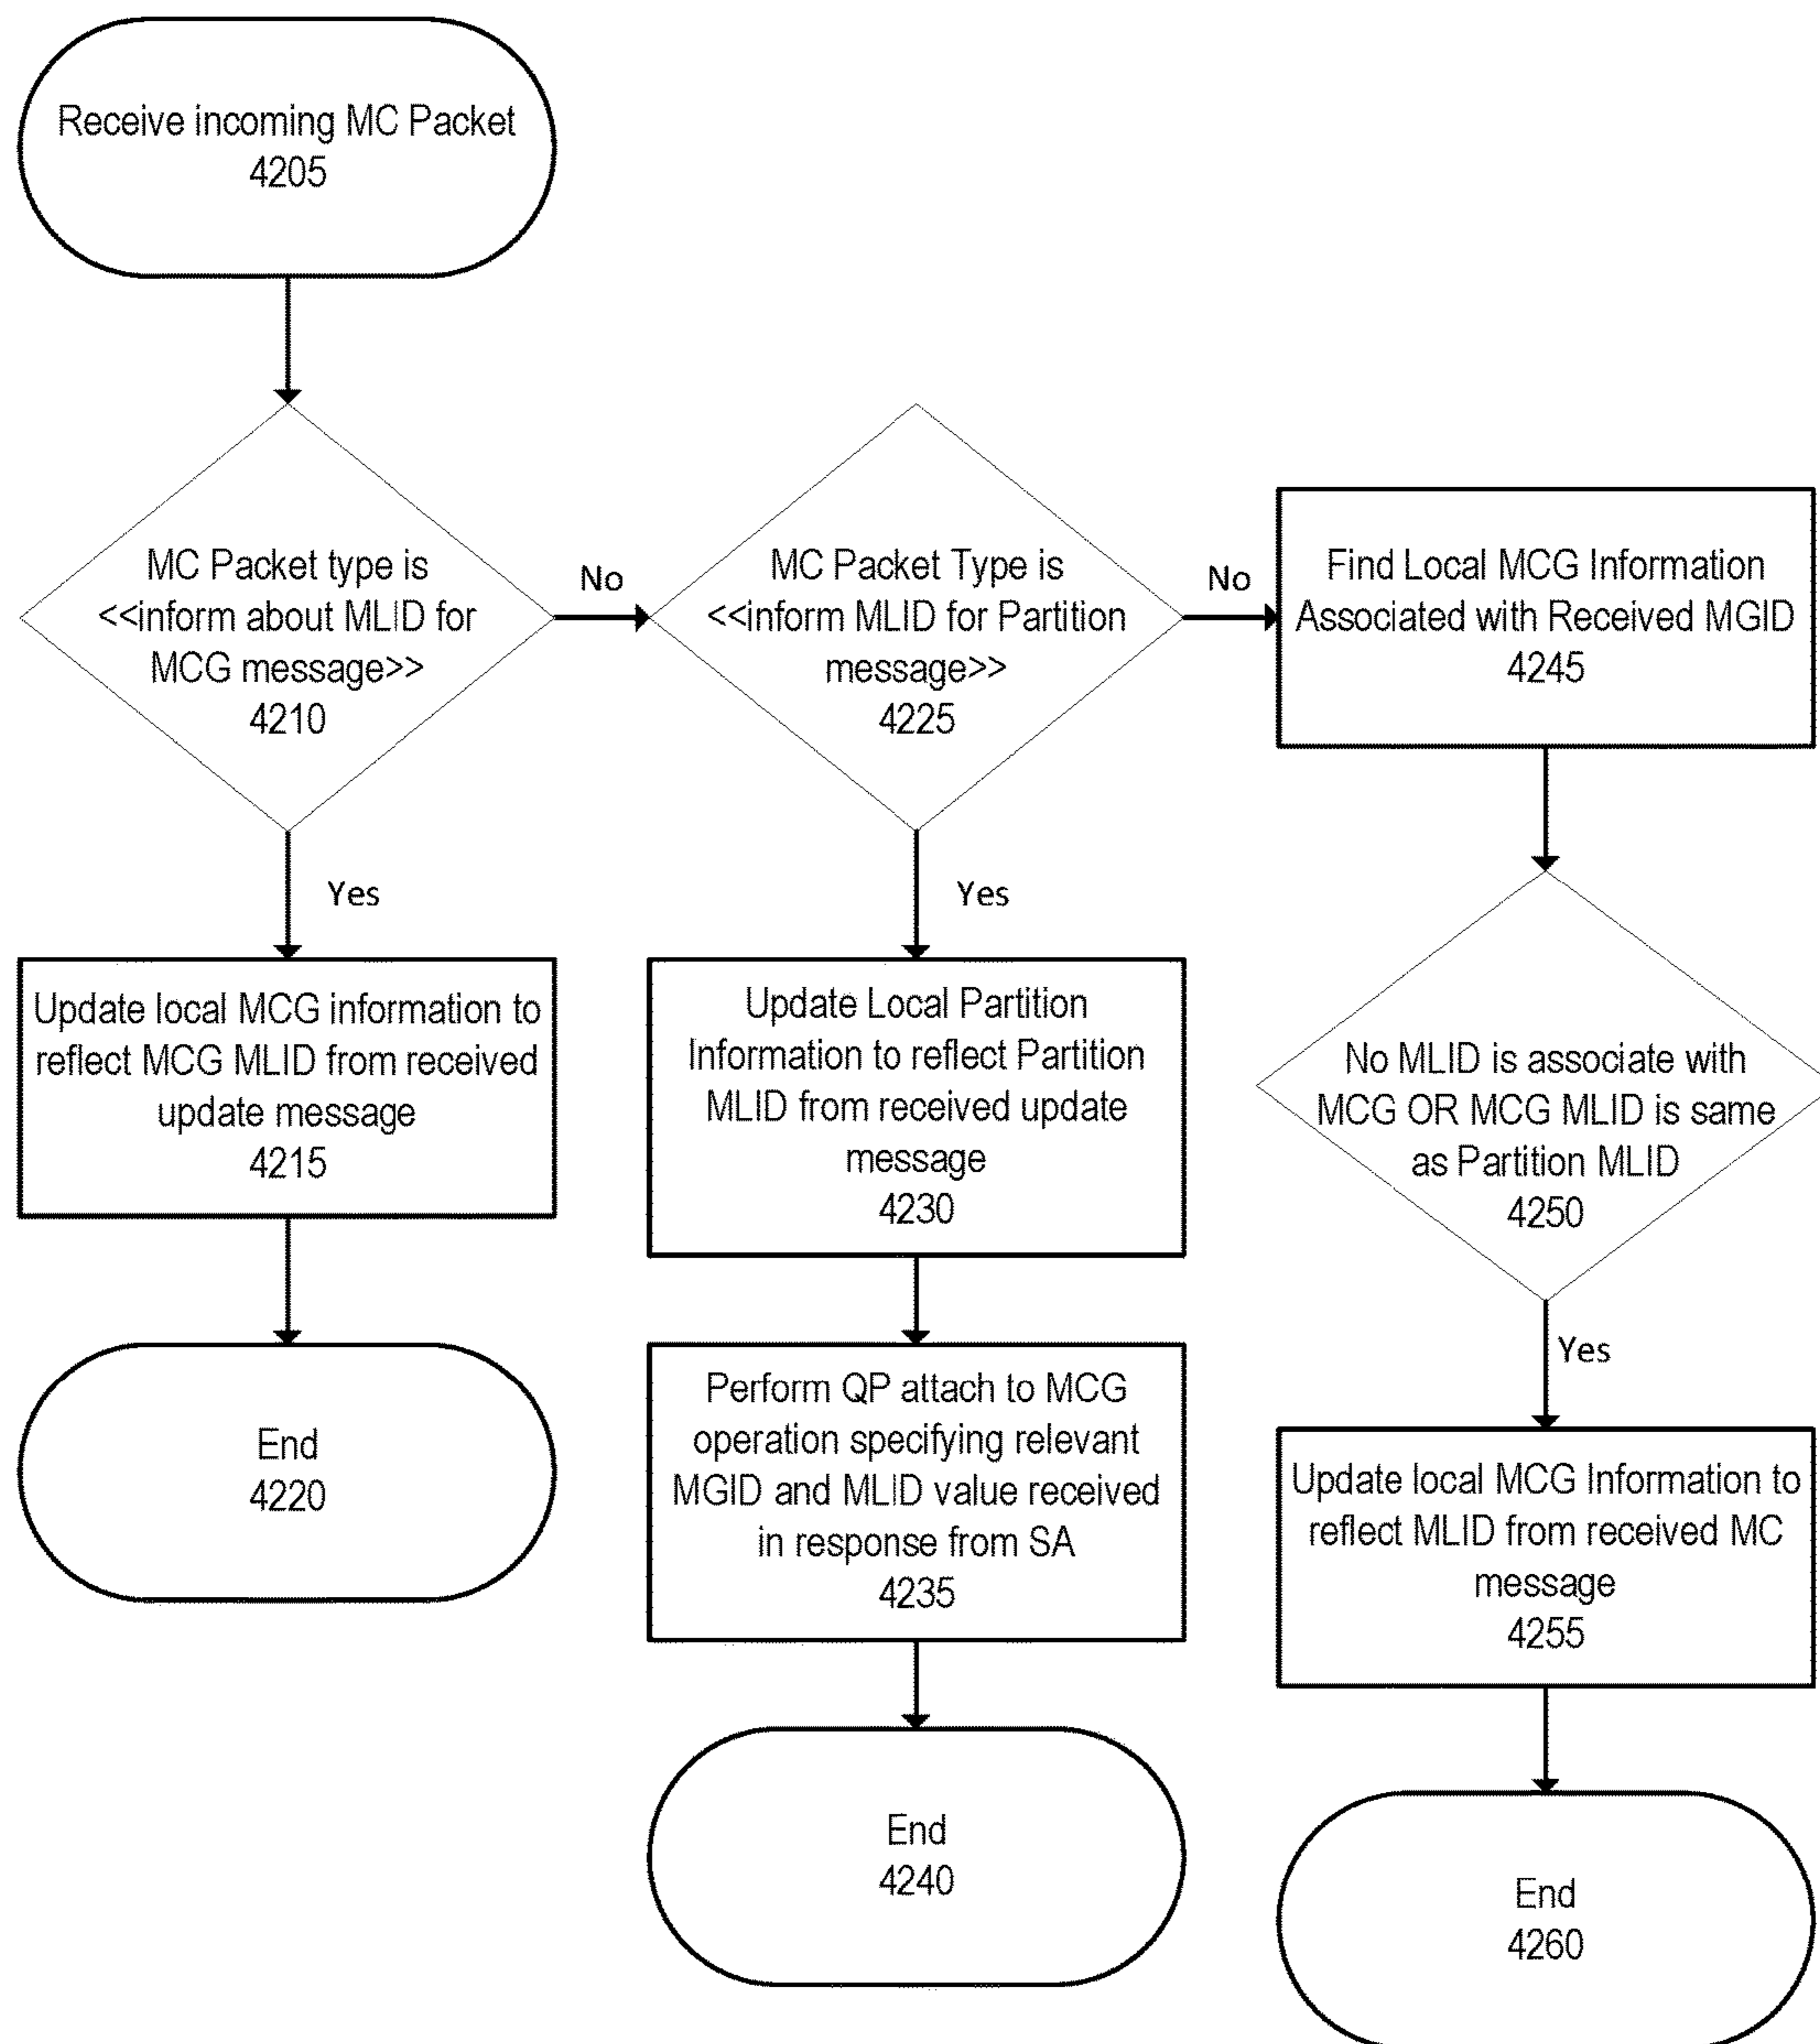 Receive incoming MC Packet
4205
MC Packet type is
<<inform about MLID for
MCG message>>
4210
No
MC Packet Type is
<<inform MLID for Partition
message>>
4225
No
Find Local MCG Information
Associated with Received MGID
4245
Yes
Update local MCG information to
reflect MCG MLID from received
update message
4215
End
4220
Yes
Update Local Partition
Information to reflect Partition
MLID from received update
message
4230
Perform QP attach to MCG
operation specifying relevant
MGID and MLID value received
in response from SA
4235
End
4240
No MLID is associate with
MCG OR MCG MLID is same
as Partition MLID
4250
Yes
Update local MCG Information to
reflect MLID from received MC
message
4255
End
4260